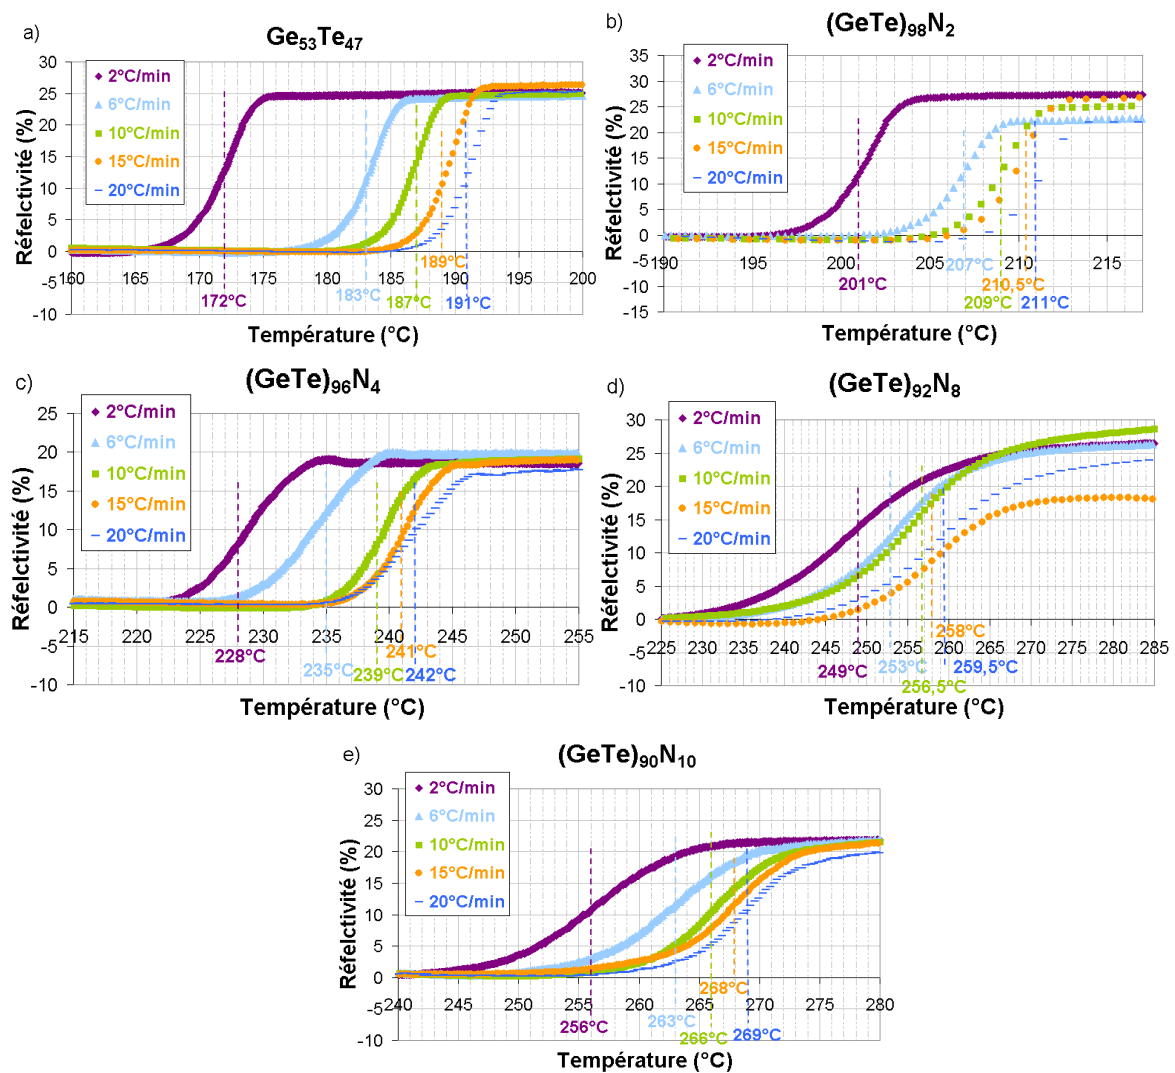 a)
Ge53Te47
Réfelctivité (%)
30
25
20
15
10
5
0
-5
-10
2°C/min
6°C/min
10°C/min
15°C/min
20°C/min
160 165 170 175 180 185 190 195 200
172°C
183°C
187°C
189°C
191°C
Température (°C)
b)
(GeTe)98N2
Réfelctivité (%)
35
30
25
20
15
10
5
0
-5
-10
-15
2°C/min
6°C/min
10°C/min
15°C/min
20°C/min
190 195 200 205 210 215
201°C
207°C
209°C
210,5°C
211°C
Température (°C)
c)
(GeTe)96N4
Réfelctivité (%)
25
20
15
10
5
0
-5
-10
2°C/min
6°C/min
10°C/min
15°C/min
20°C/min
215 220 225 230 235 240 245 250 255
228°C
235°C
239°C
241°C
242°C
Température (°C)
d)
(GeTe)92N8
Réfelctivité (%)
30
25
20
15
10
5
0
-5
-10
2°C/min
6°C/min
10°C/min
15°C/min
20°C/min
225 230 235 240 245 250 255 260 265 270 275 280 285
249°C
253°C
256,5°C
258°C
259,5°C
Température (°C)
e)
(GeTe)90N10
Réfelctivité (%)
30
25
20
15
10
5
0
-5
-10
2°C/min
6°C/min
10°C/min
15°C/min
20°C/min
240 245 250 255 260 265 270 275 280
256°C
263°C
266°C
268°C
269°C
Température (°C)